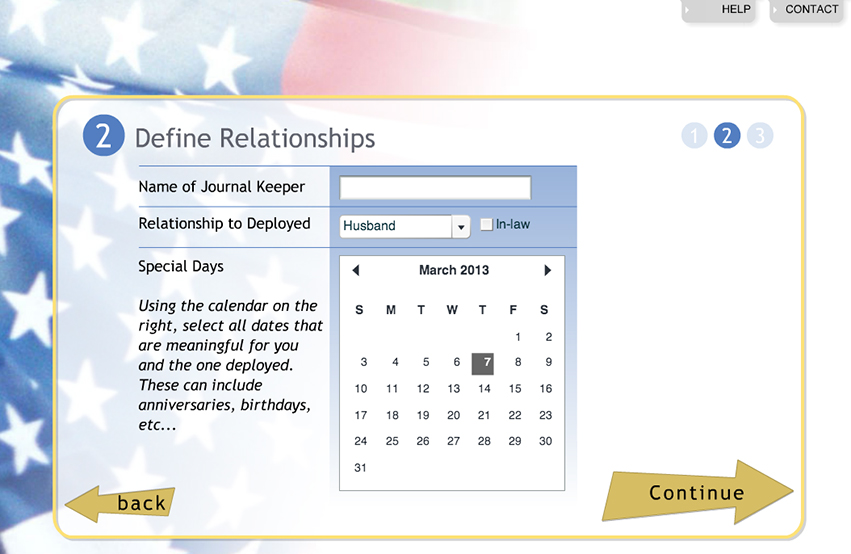 HELP
CONTACT
2
Define Relationships
1 2 3
Name of Journal Keeper
Relationship to Deployed
Husband
In-law
Special Days
Using the calendar on the
right, select all dates that
are meaningful for you
and the one deployed.
These can include
anniversaries, birthdays,
etc...
March 2013
S M T W T F S
1 2
3 4 5 6 7 8 9
10 11 12 13 14 15 16
17 18 19 20 21 22 23
24 25 26 27 28 29 30
31
back
Continue